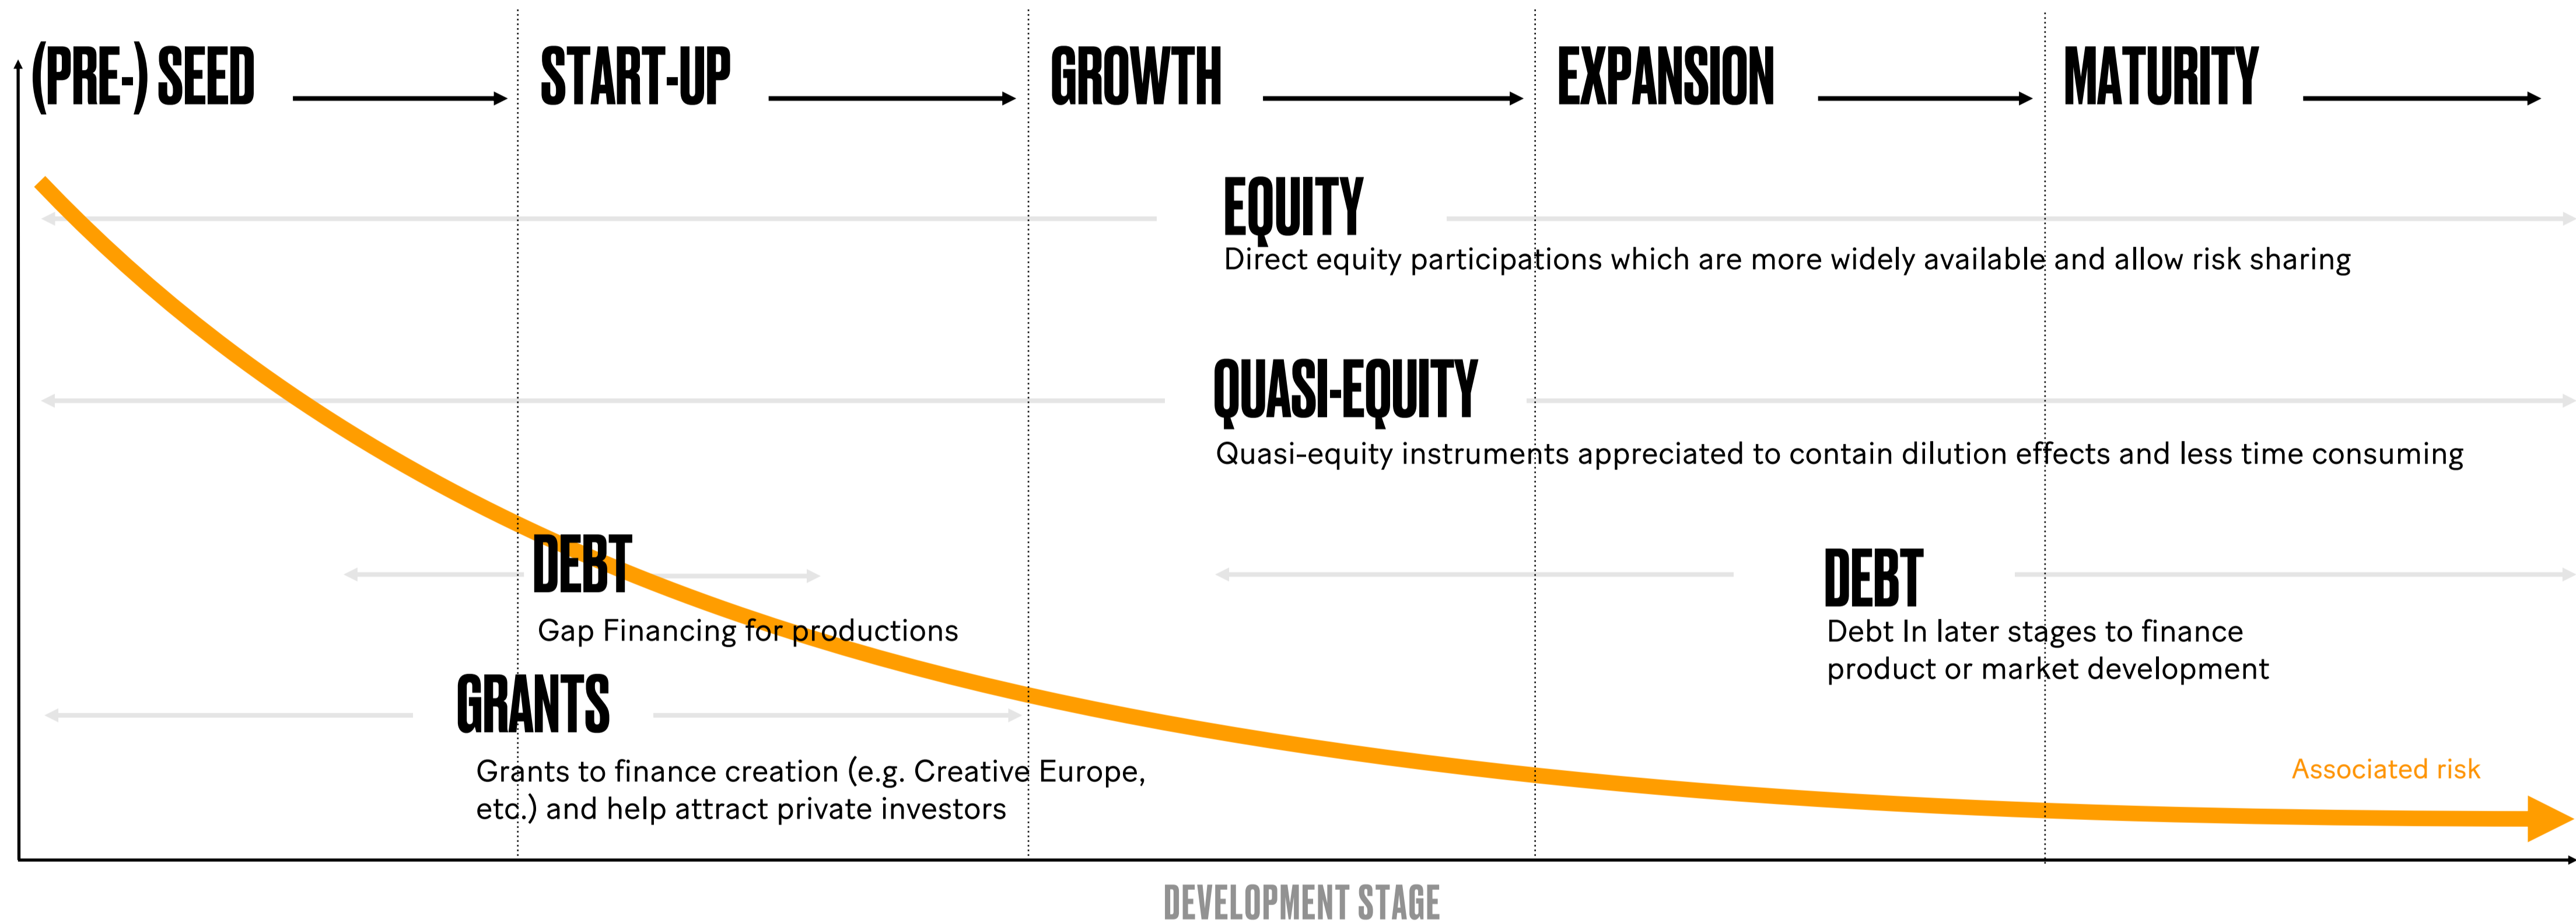 (PRE-) SEED
START-UP
GROWTH
EXPANSION
MATURITY
EQUITY
Direct equity participations which are more widely available and allow risk sharing
QUASI-EQUITY
Quasi-equity instruments appreciated to contain dilution effects and less time consuming
DEBT
Gap Financing for productions
DEBT
Debt In later stages to finance
product or market development
GRANTS
Grants to finance creation (e.g. Creative Europe,
etc.) and help attract private investors
Associated risk
DEVELOPMENT STAGE